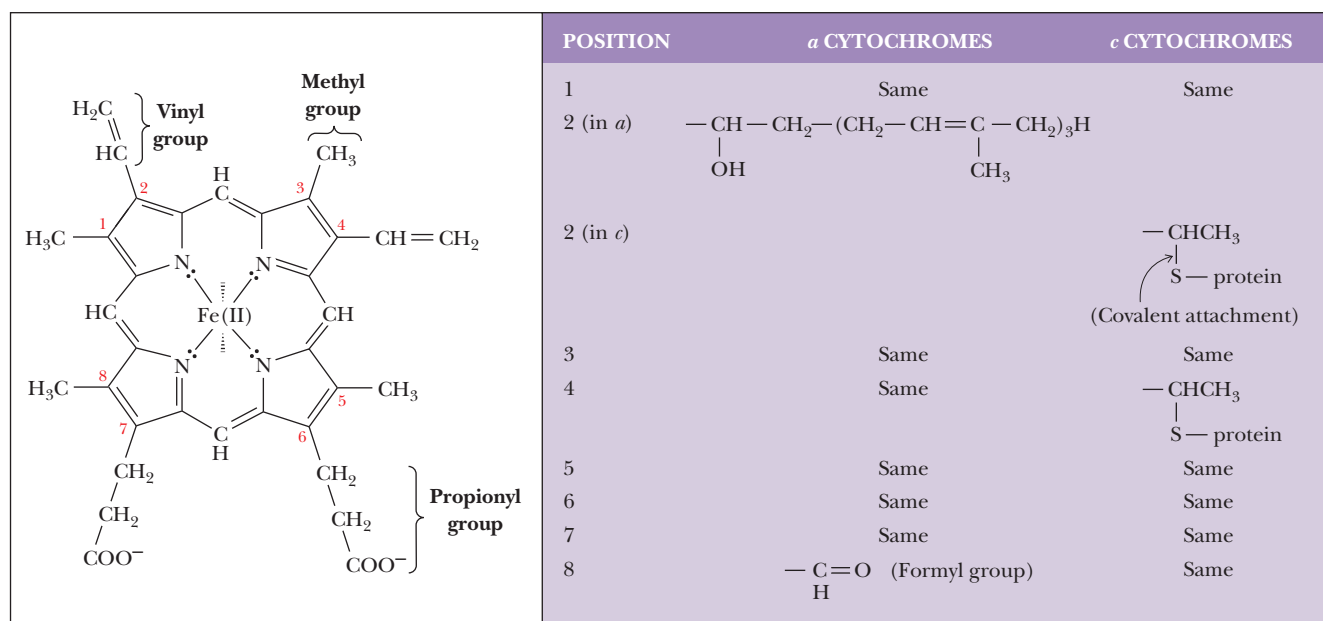 H₂C
HC
Vinyl
group
Methyl
group
CH₃
H
C
2
3
1
4
H₃C
CH=CH₂
N
N
HC
Fe(II)
CH
N
N
H₃C
8
5
CH₃
7
6
C
H
CH₂
CH₂
CH₂
CH₂
COO⁻
COO⁻
Propionyl
group
POSITION a CYTOCHROMES c CYTOCHROMES
1 Same Same
2 (in a) —CH—CH₂—(CH₂—CH=C—CH₂)₃H
OH CH₃
2 (in c) —CHCH₃
S—protein
(Covalent attachment)
3 Same Same
4 Same —CHCH₃
S—protein
5 Same Same
6 Same Same
7 Same Same
8 —C=O (Formyl group) Same
H